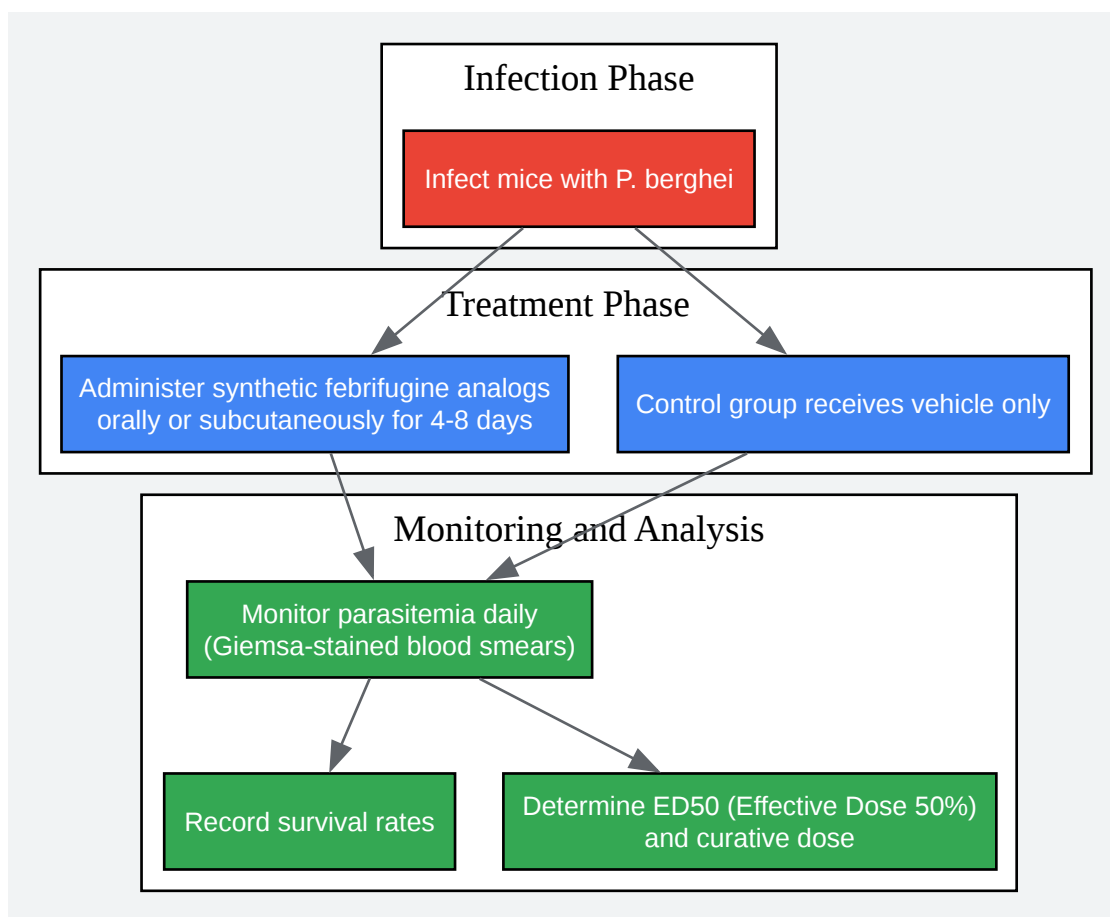 Infection Phase
Infect mice with P. berghei
Treatment Phase
Administer synthetic febrifugine analogs
orally or subcutaneously for 4-8 days
Control group receives vehicle only
Monitoring and Analysis
Monitor parasitemia daily
(Giemsa-stained blood smears)
Record survival rates
Determine ED50 (Effective Dose 50%)
and curative dose